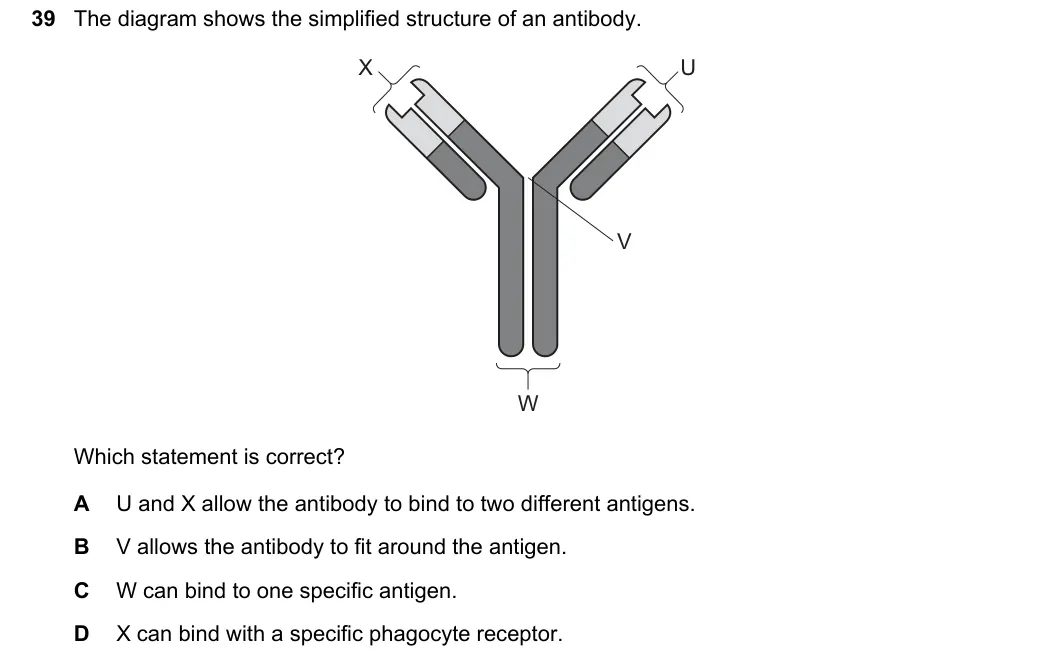 39 The diagram shows the simplified structure of an antibody.
X
U
V
W
Which statement is correct?
A U and X allow the antibody to bind to two different antigens.
B V allows the antibody to fit around the antigen.
C W can bind to one specific antigen.
D X can bind with a specific phagocyte receptor.